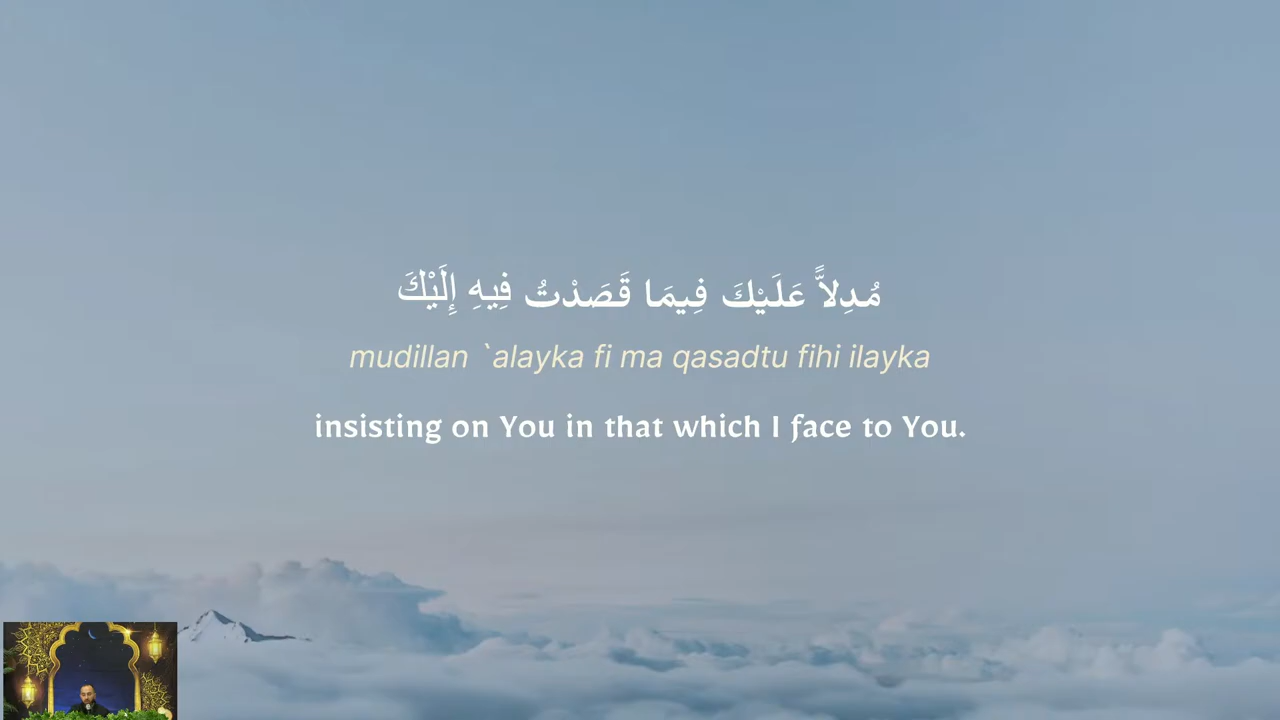 مُدِلاًّ عَلَيْكَ فِيمَا قَصَدْتُ فِيهِ إِلَيْكَ
mudillan `alayka fi ma qasadtu fihi ilayka
insisting on You in that which I face to You.